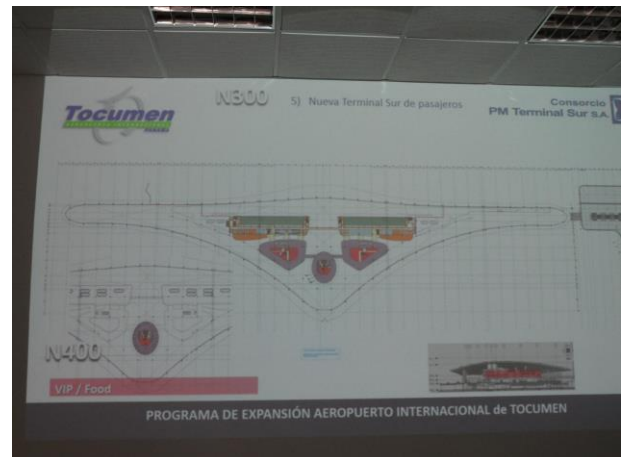 Tocumen
PANAMA
N300
5) Nueva Terminal Sur de pasajeros
Consorcio
PM Terminal Sur S.A.
N400
VIP / Food
PROGRAMA DE EXPANSIÓN AEROPUERTO INTERNACIONAL de TOCUMEN